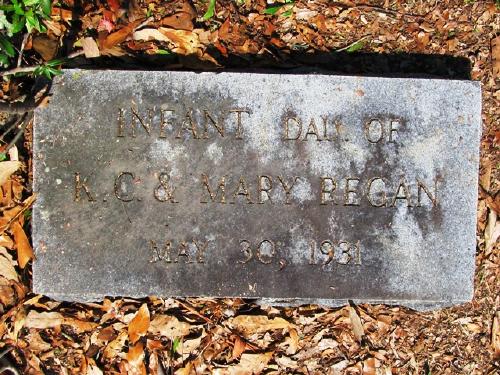 INFANT DAU. OF
K.C. & MARY REGAN
MAY 30, 1931